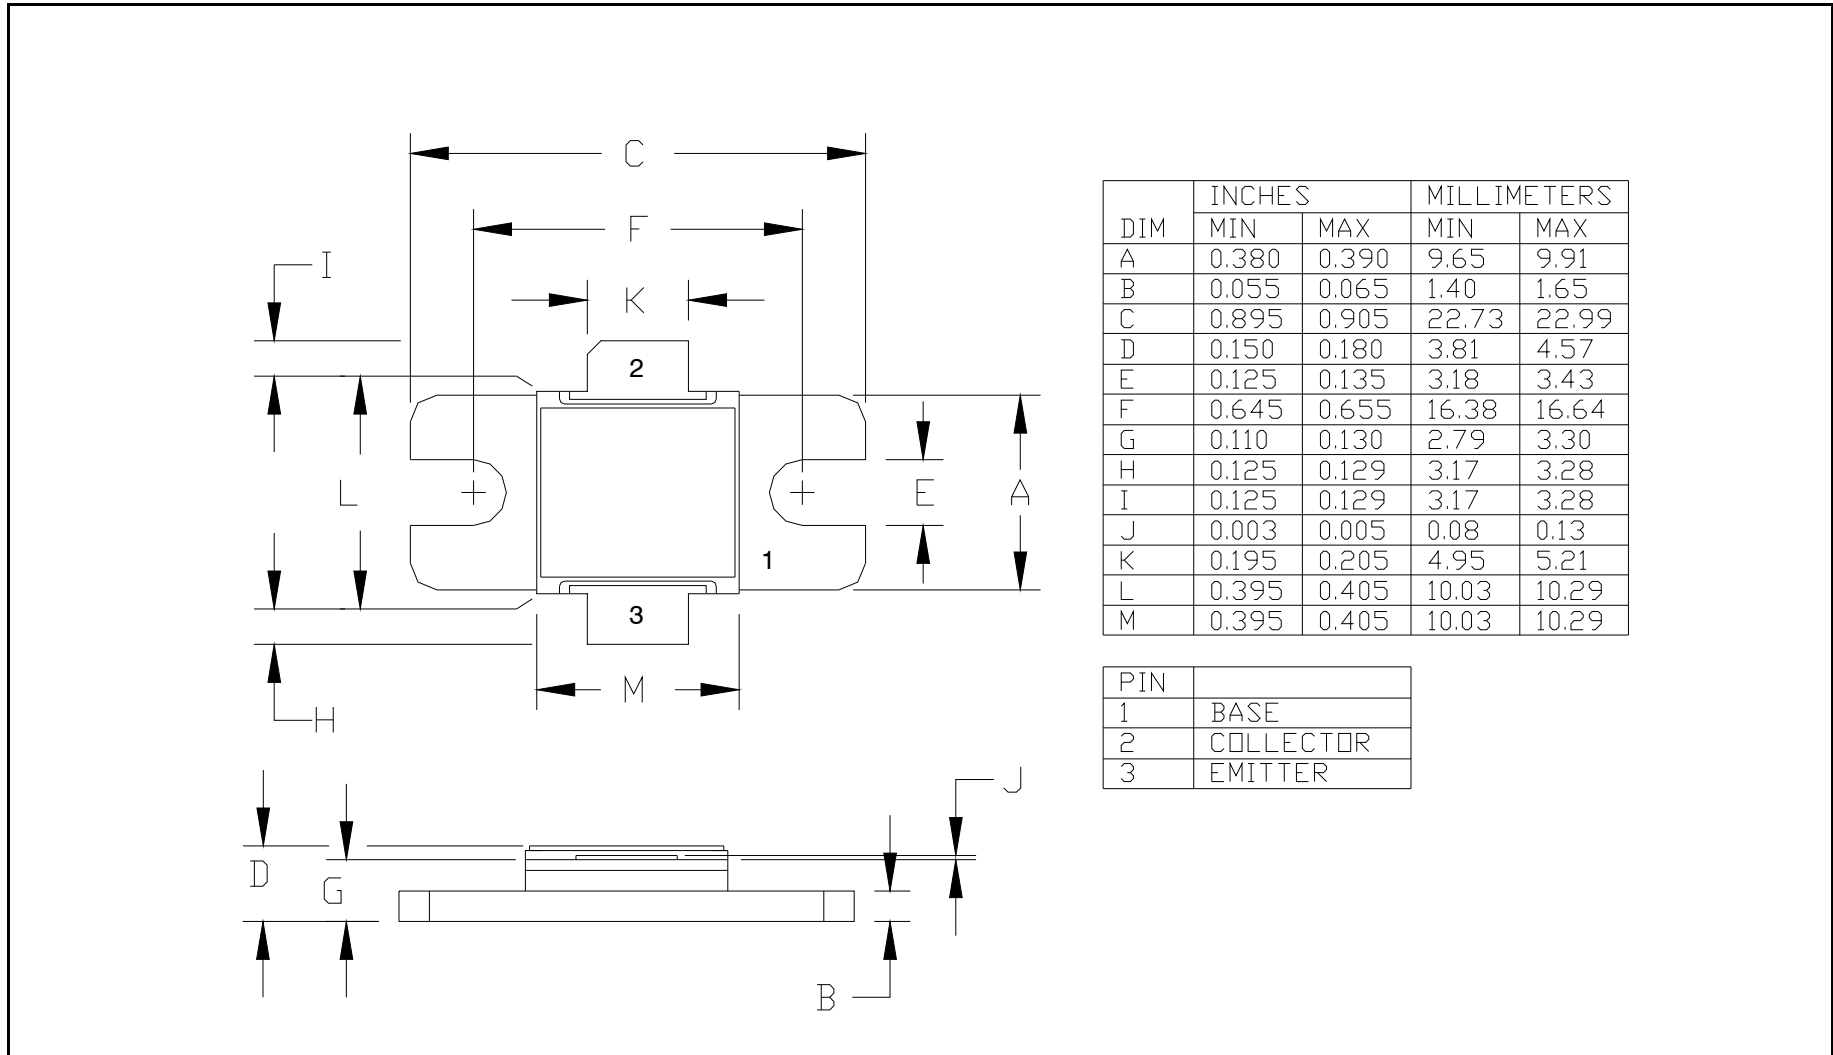 C
F
I
K
2
L
E
A
1
3
M
H
J
D
G
B
INCHES MILLIMETERS
DIM MIN MAX MIN MAX
A 0.380 0.390 9.65 9.91
B 0.055 0.065 1.40 1.65
C 0.895 0.905 22.73 22.99
D 0.150 0.180 3.81 4.57
E 0.125 0.135 3.18 3.43
F 0.645 0.655 16.38 16.64
G 0.110 0.130 2.79 3.30
H 0.125 0.129 3.17 3.28
I 0.125 0.129 3.17 3.28
J 0.003 0.005 0.08 0.13
K 0.195 0.205 4.95 5.21
L 0.395 0.405 10.03 10.29
M 0.395 0.405 10.03 10.29
PIN
1 BASE
2 COLLECTOR
3 EMITTER